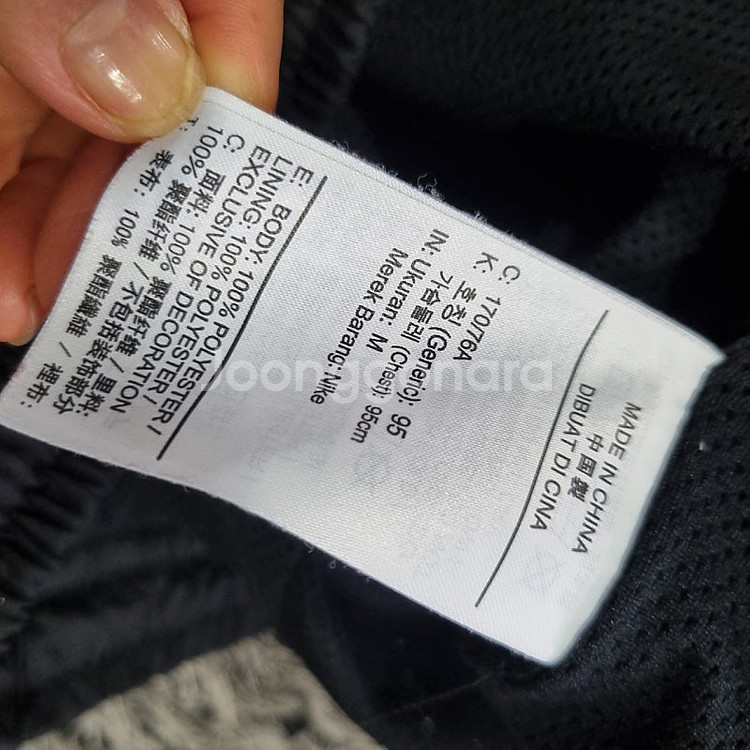 MADE IN CHINA
中国製
DIBUAT DI CINA
C: 170/76A
K: 호칭 (Generic): 95
가슴둘레 (Chest) 95cm
IN: Ukuran: M
Merek Barang: Nike
E: BODY: 100% POLYESTER /
LINING: 100% POLYESTER /
EXCLUSIVE OF DECORATION
C: 面料: 100% 聚酯纤维 / 里料:
100% 聚酯纤维 / 不包括装饰部分
T: 表布: 100% 聚酯纖維 / 裡布:
Joonggonara